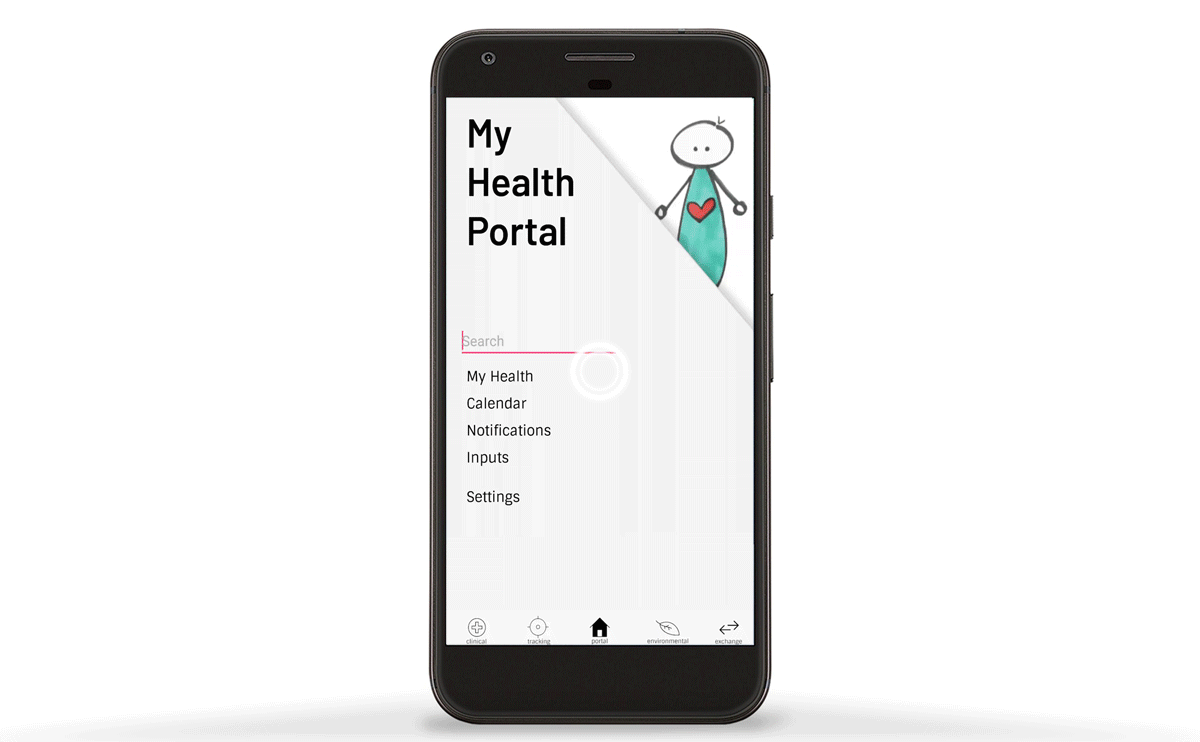 My
Health
Portal
Search
My Health
Calendar
Notifications
Inputs
Settings
clinical
tracking
portal
environmental
exchange